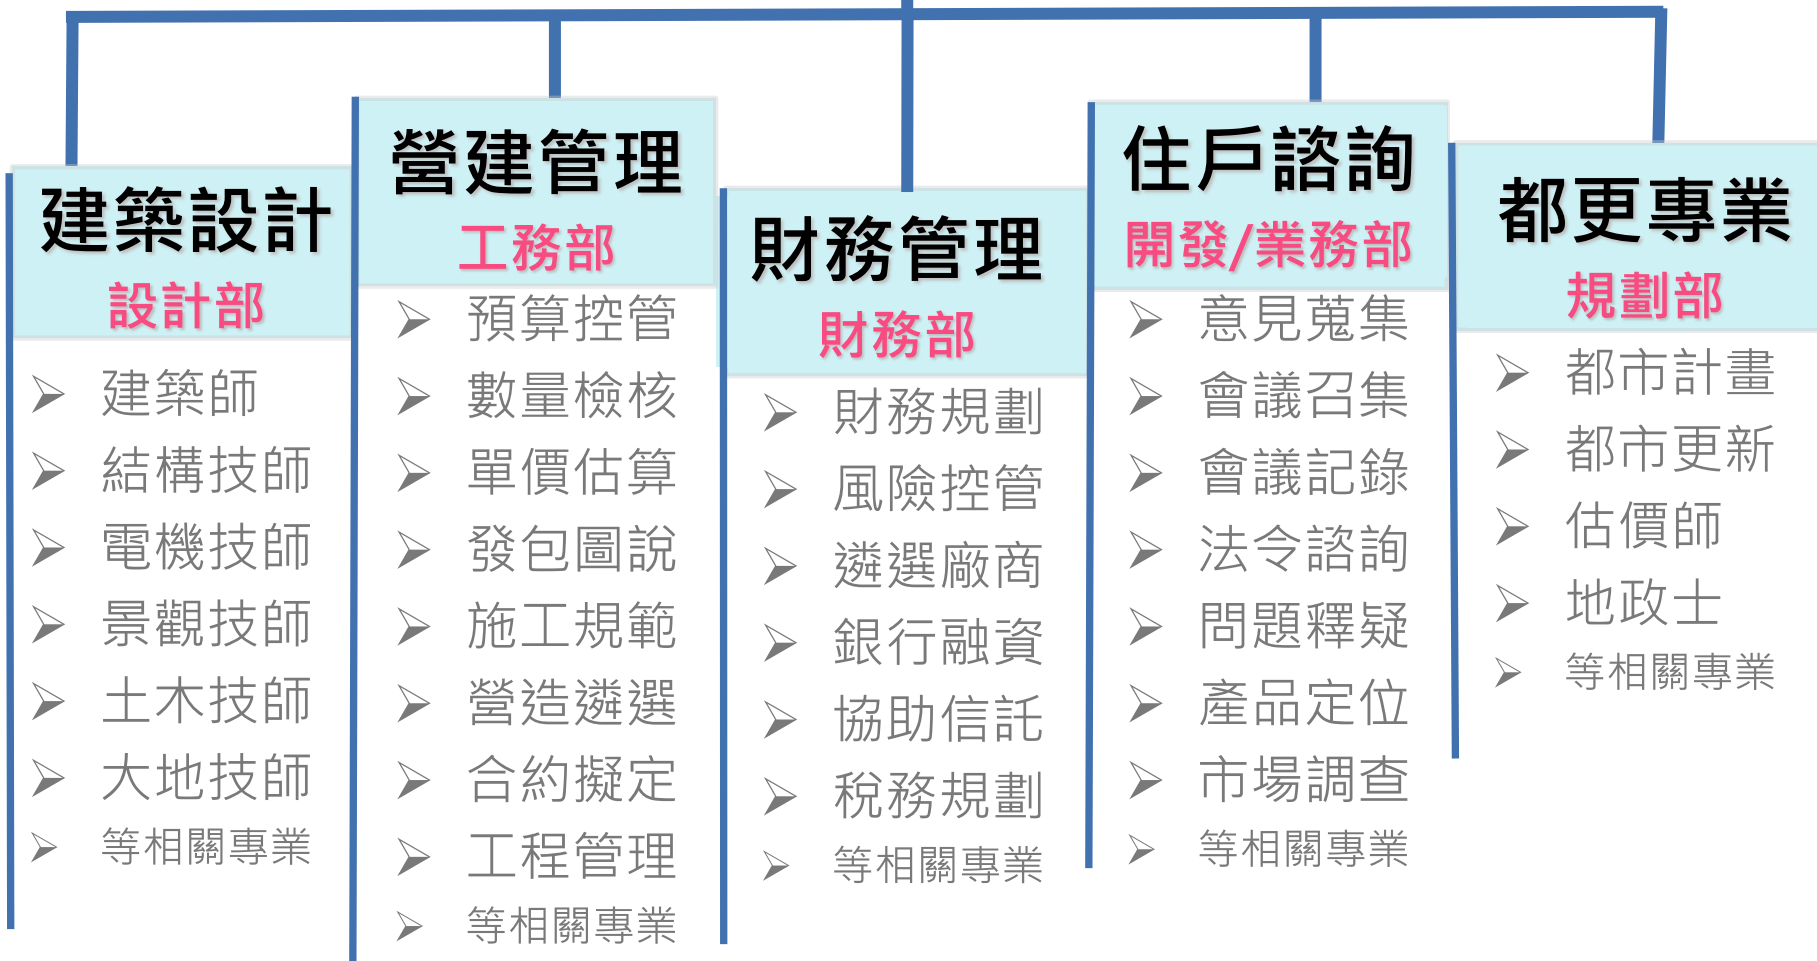 建築設計
設計部
建築師
結構技師
電機技師
景觀技師
土木技師
大地技師
等相關專業
營建管理
工務部
預算控管
數量檢核
單價估算
發包圖說
施工規範
營造遴選
合約擬定
工程管理
等相關專業
財務管理
財務部
財務規劃
風險控管
遴選廠商
銀行融資
協助信託
稅務規劃
等相關專業
住戶諮詢
開發/業務部
意見蒐集
會議召集
會議記錄
法令諮詢
問題釋疑
產品定位
市場調查
等相關專業
都更專業
規劃部
都市計畫
都市更新
估價師
地政士
等相關專業